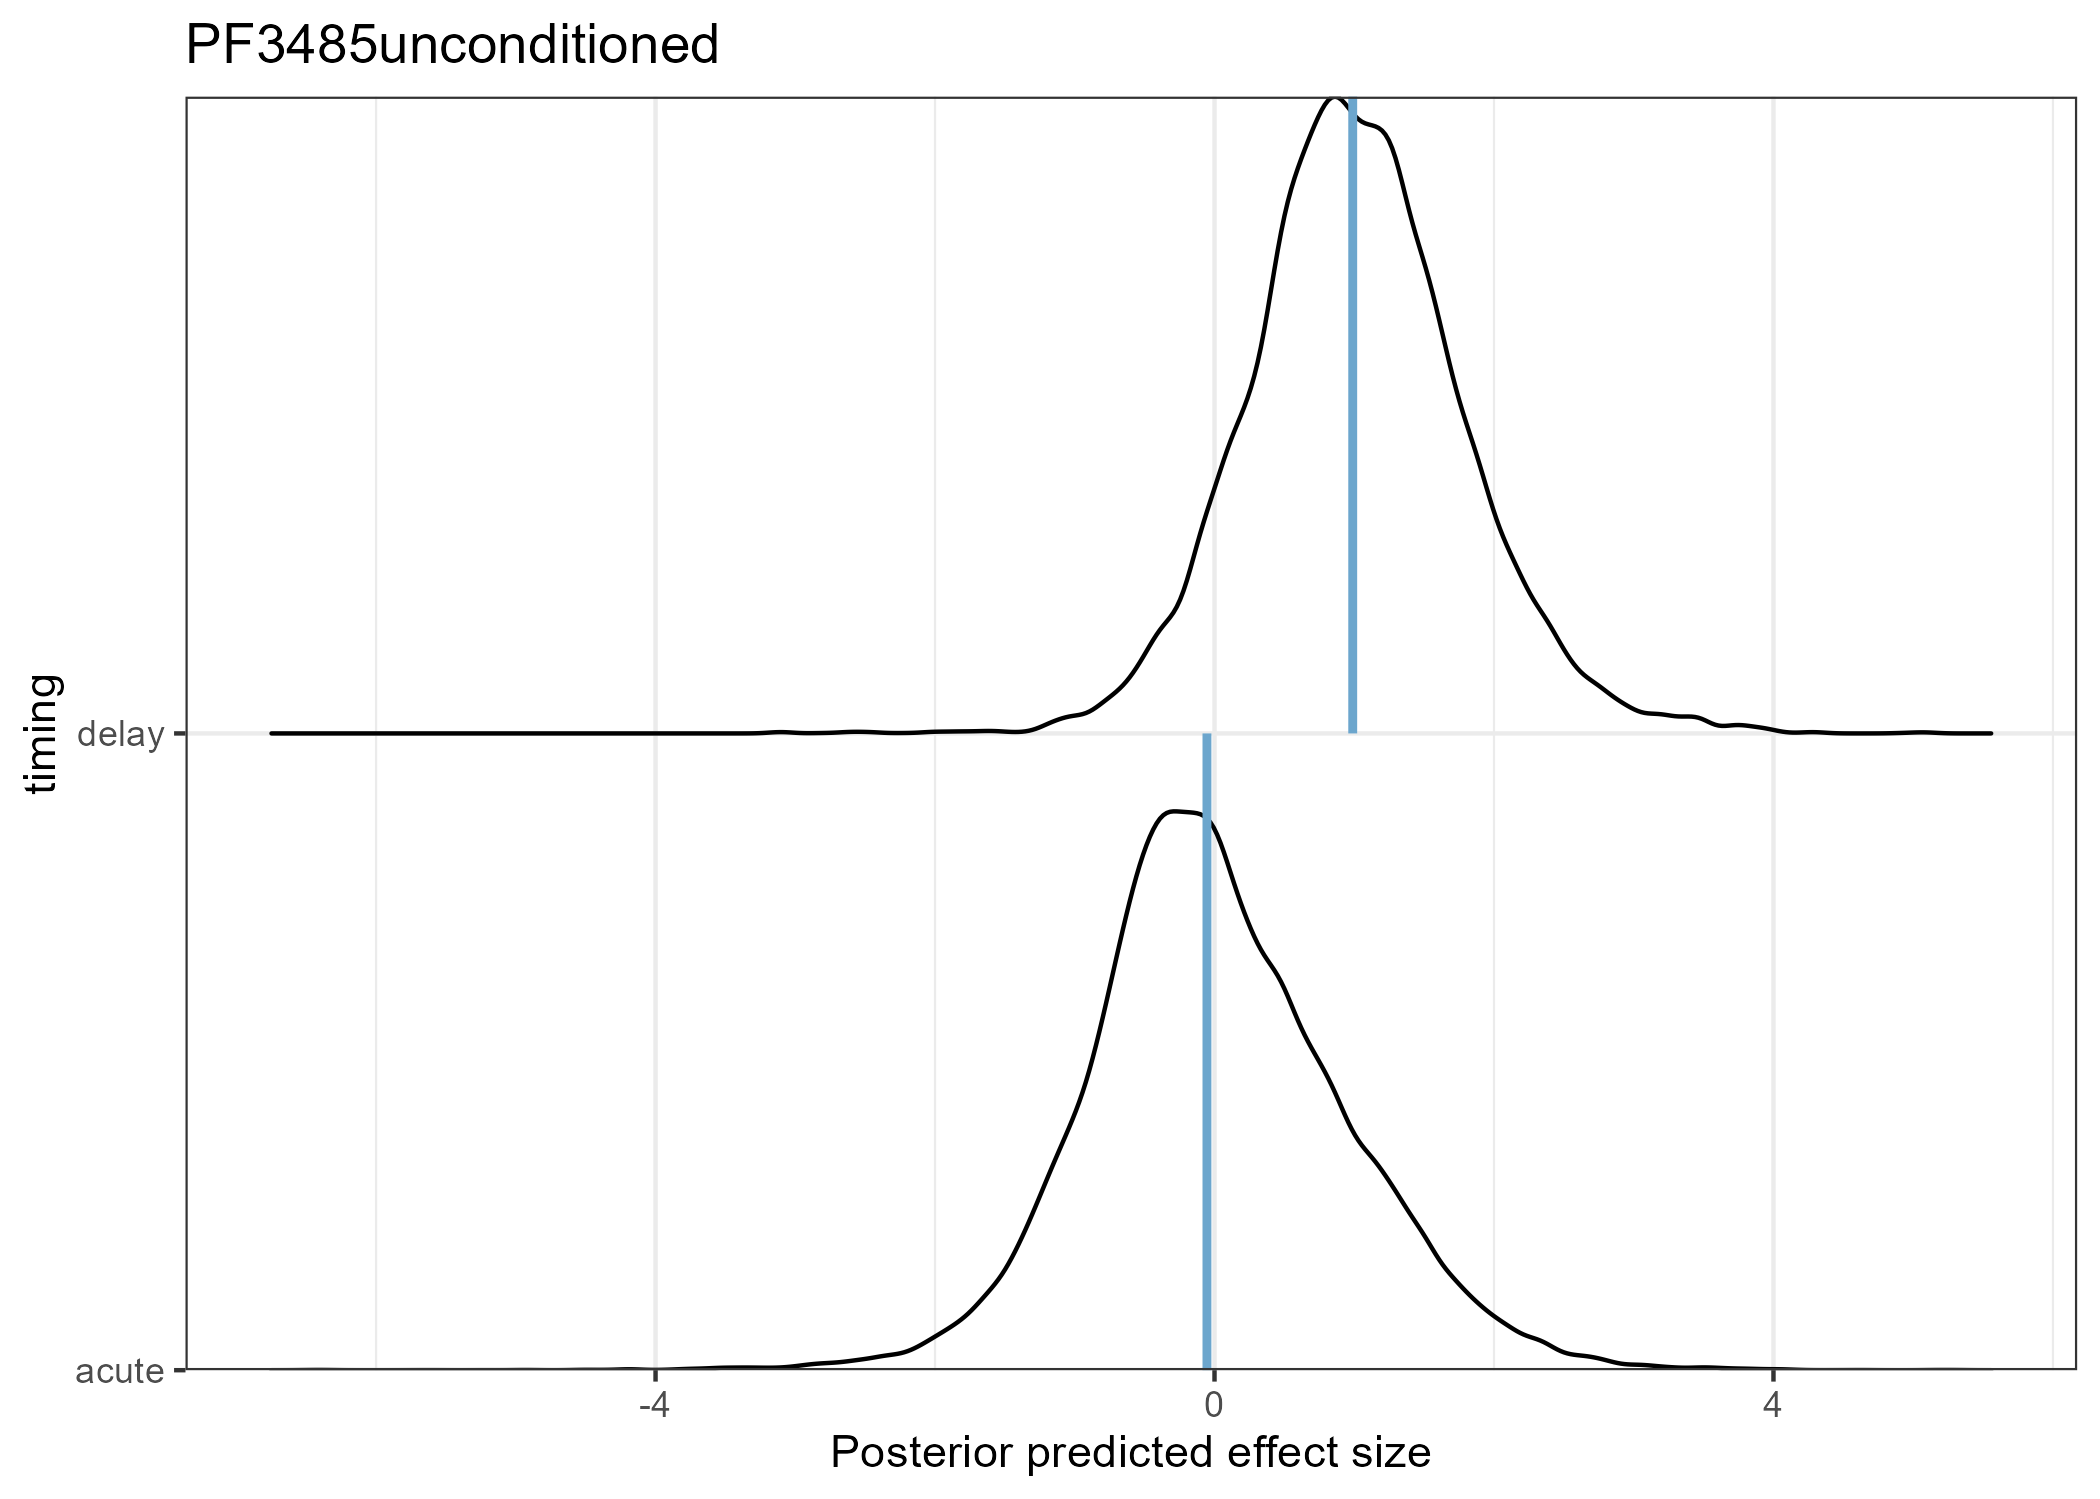 PF3485unconditioned
timing
delay
acute
-4 0 4
Posterior predicted effect size